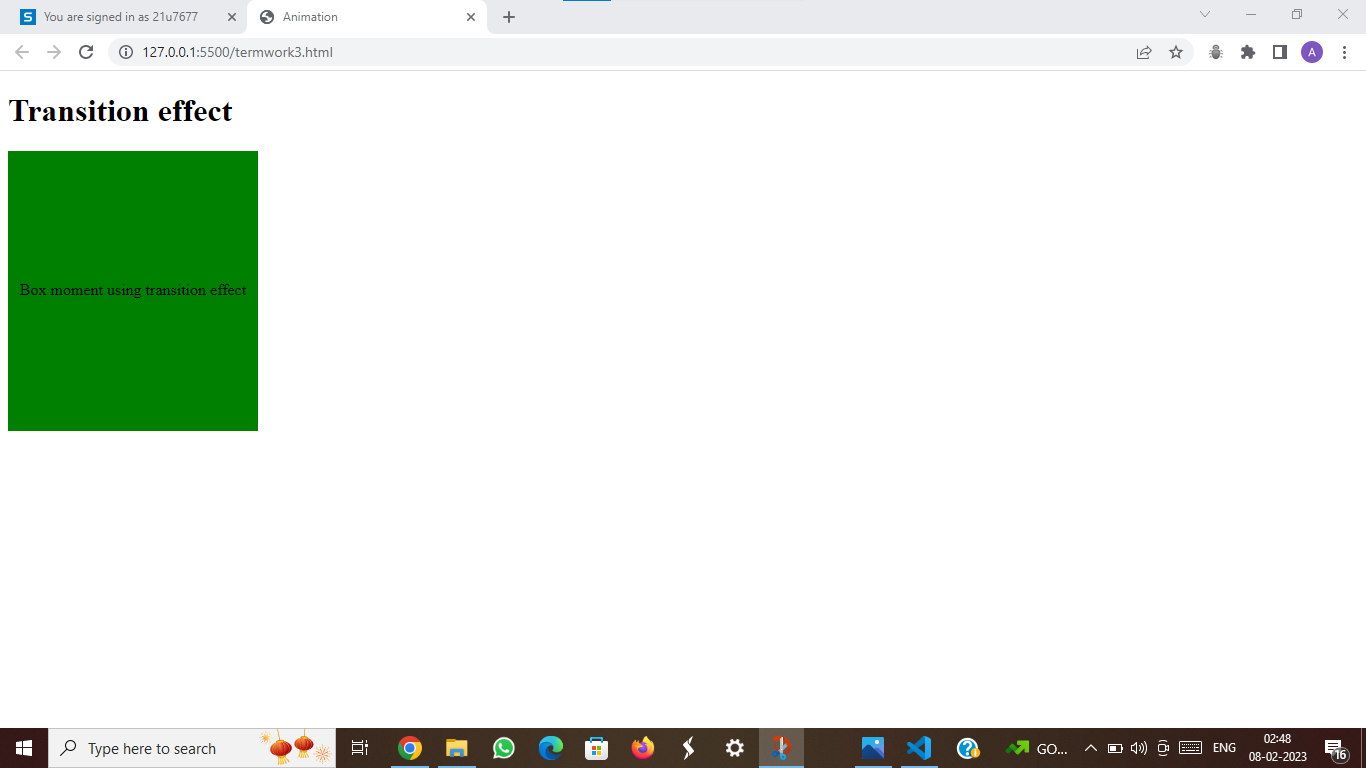 You are signed in as 21u7677
Animation
127.0.0.1:5500/termwork3.html
A
Transition effect
Box moment using transition effect
Type here to search
GO...
ENG
02:48
08-02-2023
16